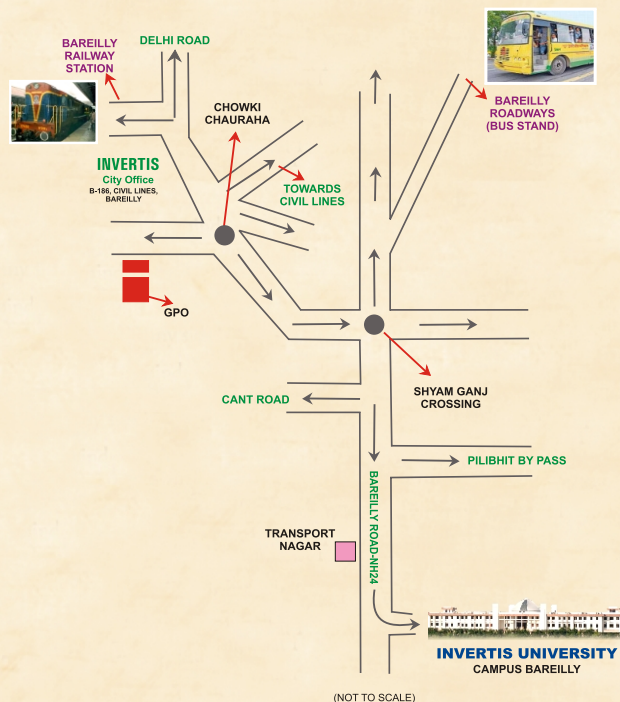 DELHI ROAD
BAREILLY
RAILWAY
STATION
CHOWKI
CHAURAHA
BAREILLY
ROADWAYS
(BUS STAND)
INVERTIS
City Office
B-186, CIVIL LINES,
BAREILLY
TOWARDS
CIVIL LINES
GPO
SHYAM GANJ
CROSSING
CANT ROAD
PILIBHIT BY PASS
BAREILLY ROAD-NH24
TRANSPORT
NAGAR
INVERTIS UNIVERSITY
CAMPUS BAREILLY
(NOT TO SCALE)